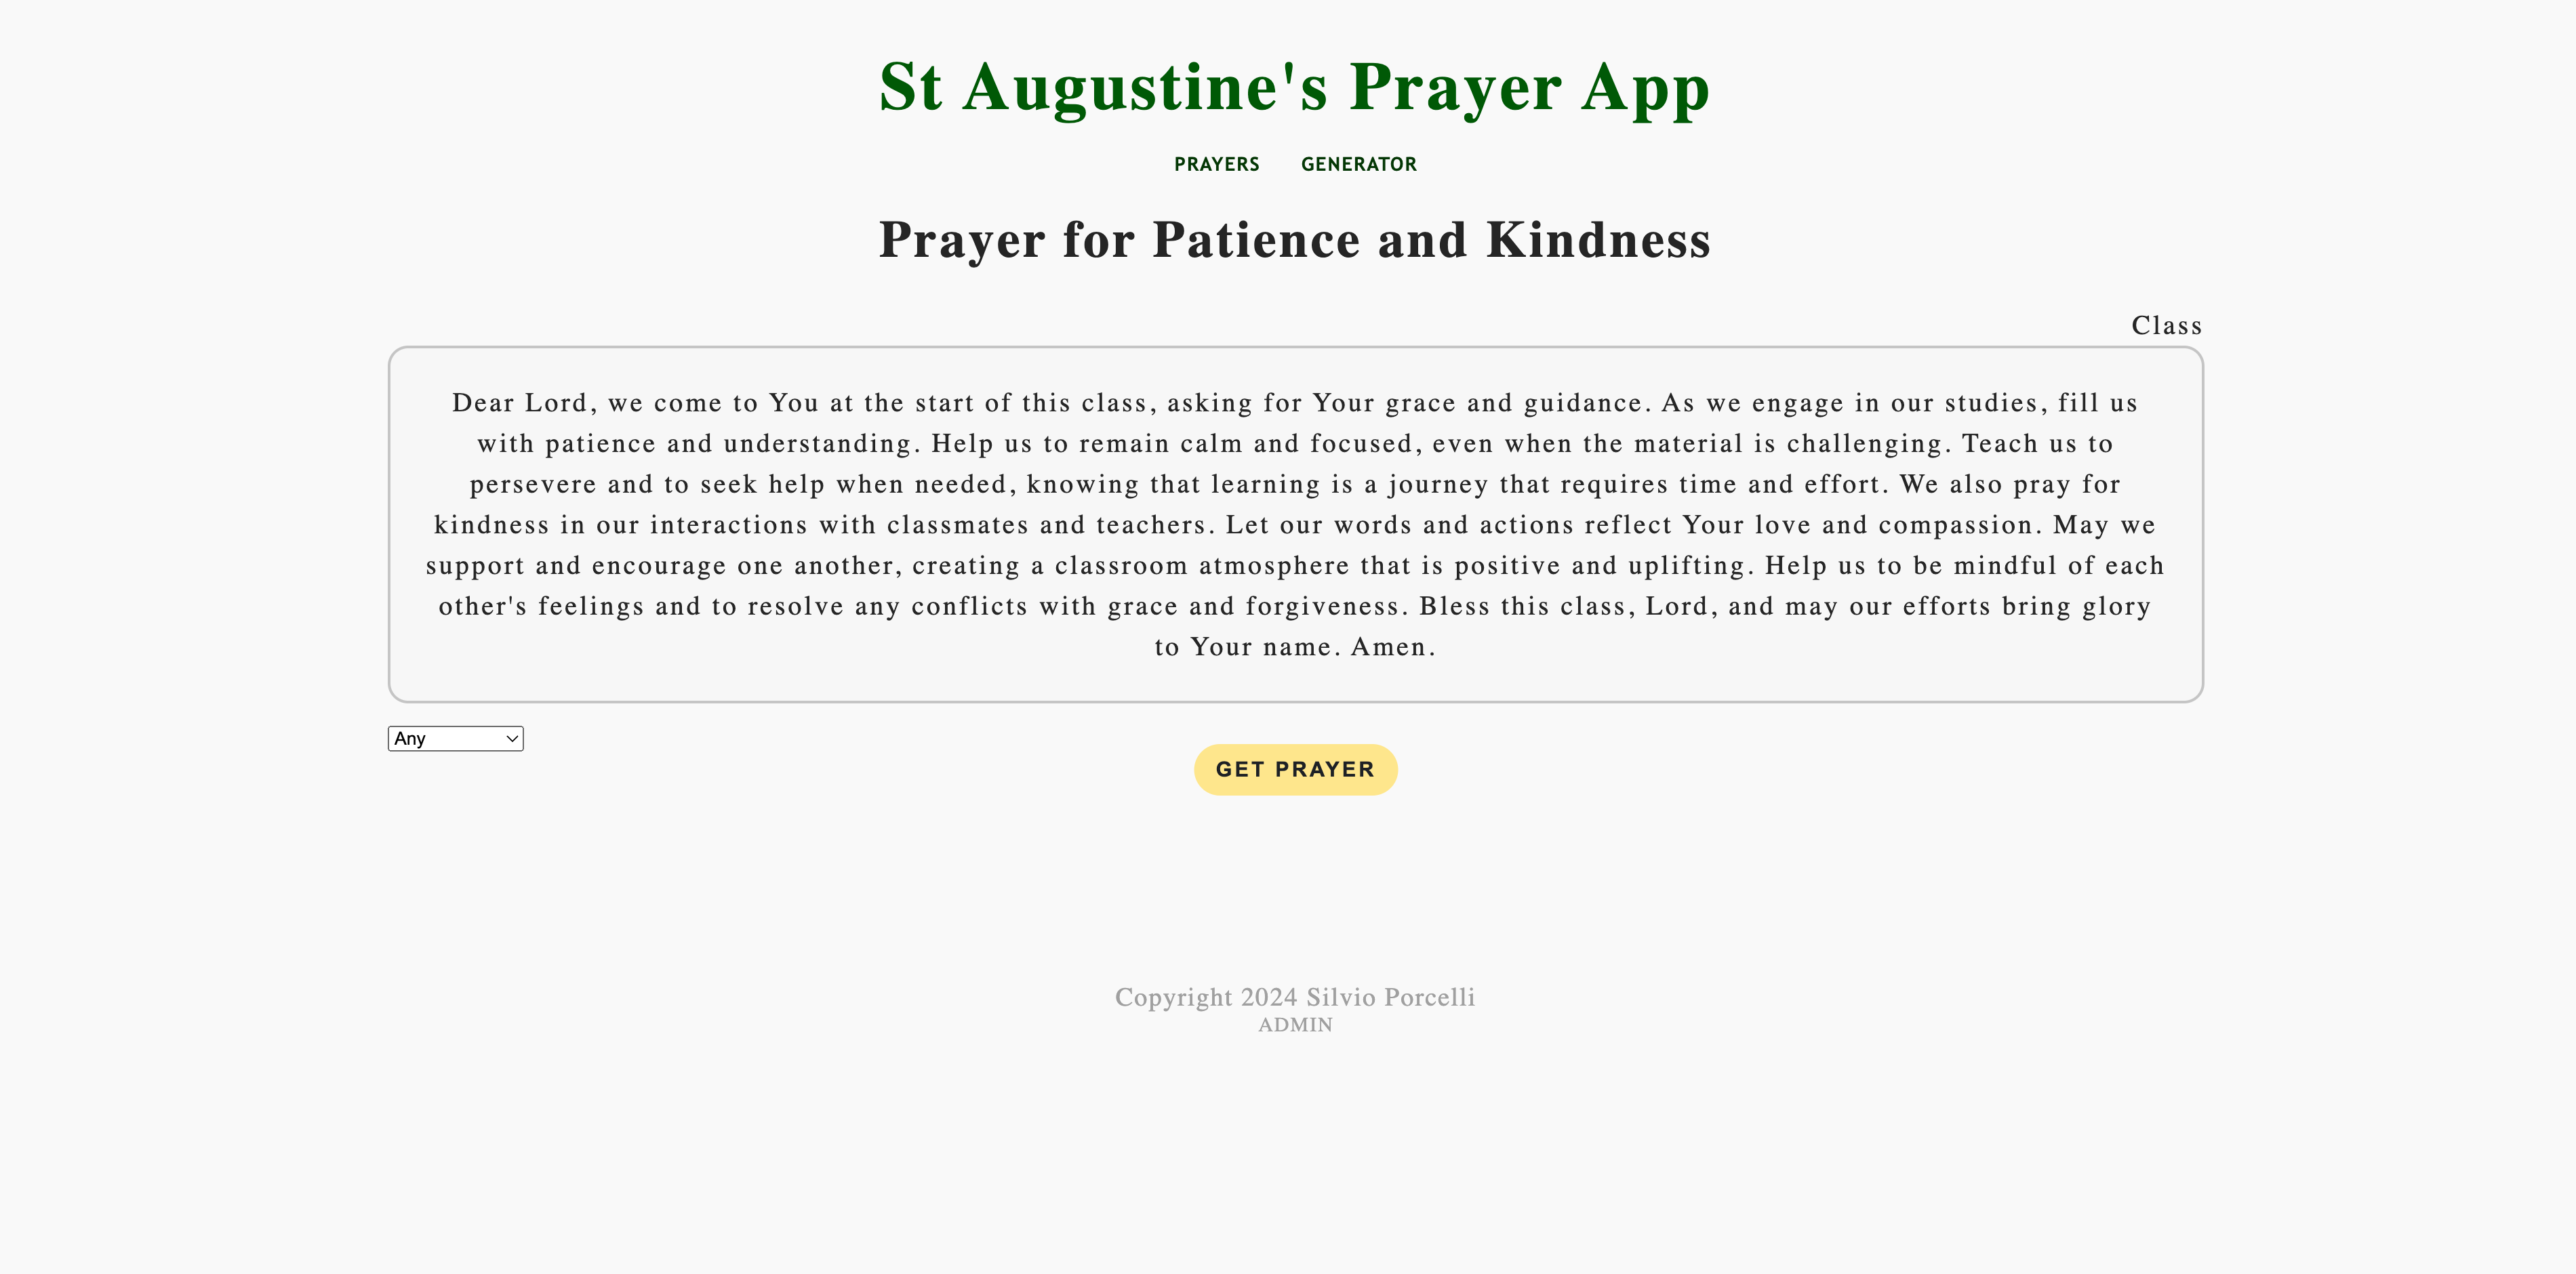 St Augustine's Prayer App
PRAYERS GENERATOR
Prayer for Patience and Kindness
Class
Dear Lord, we come to You at the start of this class, asking for Your grace and guidance. As we engage in our studies, fill us
with patience and understanding. Help us to remain calm and focused, even when the material is challenging. Teach us to
persevere and to seek help when needed, knowing that learning is a journey that requires time and effort. We also pray for
kindness in our interactions with classmates and teachers. Let our words and actions reflect Your love and compassion. May we
support and encourage one another, creating a classroom atmosphere that is positive and uplifting. Help us to be mindful of each
other's feelings and to resolve any conflicts with grace and forgiveness. Bless this class, Lord, and may our efforts bring glory
to Your name. Amen.
Any
GET PRAYER
Copyright 2024 Silvio Porcelli
ADMIN